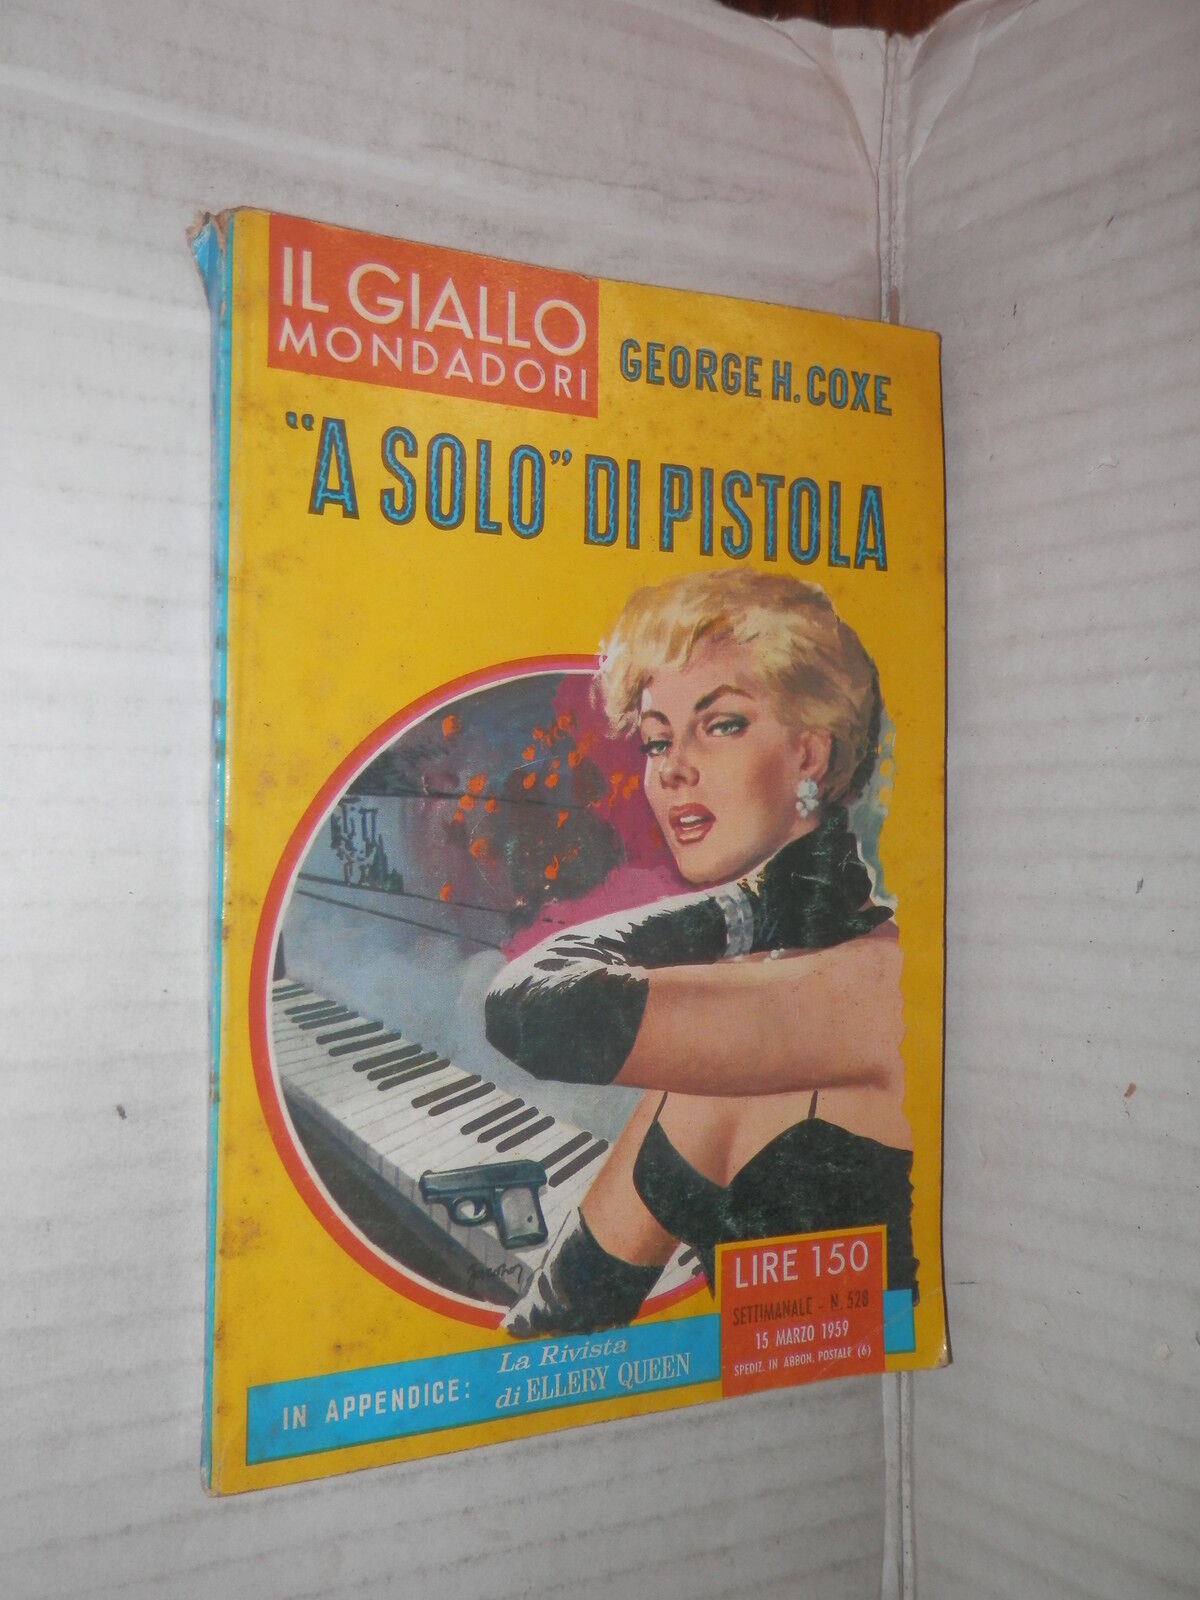 IL GIALLO
MONDADORI
GEORGE H. COXE
"A SOLO" DI PISTOLA
LIRE 150
SETTIMANALE - N. 528
15 MARZO 1959
SPEDIZ. IN ABBON. POSTALE (6)
IN APPENDICE:
La Rivista
di ELLERY QUEEN